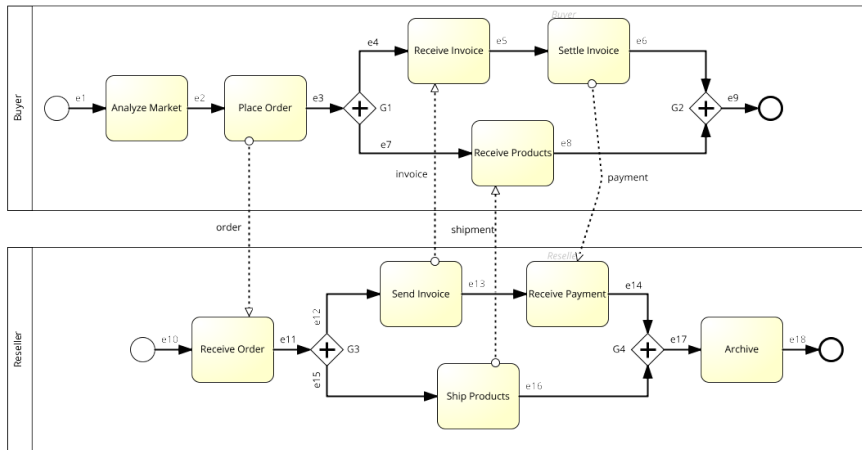 Buyer
Buyer
e1
Analyze Market
e2
Place Order
e3
G1
e4
Receive Invoice
e5
Settle Invoice
e6
e7
Receive Products
e8
G2
e9
order
invoice
shipment
payment
Reseller
Reseller
e10
Receive Order
e11
G3
e12
Send Invoice
e13
Receive Payment
e14
e15
Ship Products
e16
G4
e17
Archive
e18